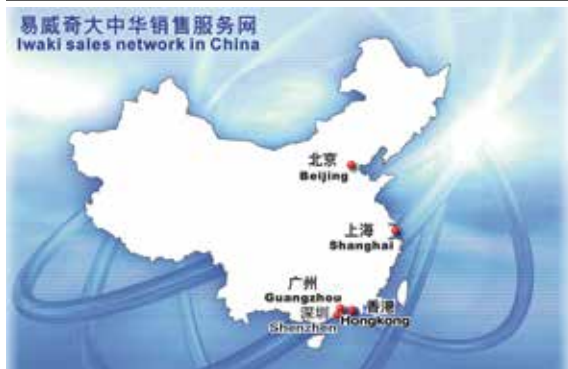 易威奇大中华销售服务网
Iwaki sales network in China
北京
Beijing
上海
Shanghai
广州
Guangzhou
深圳
Shenzhen
香港
Hongkong